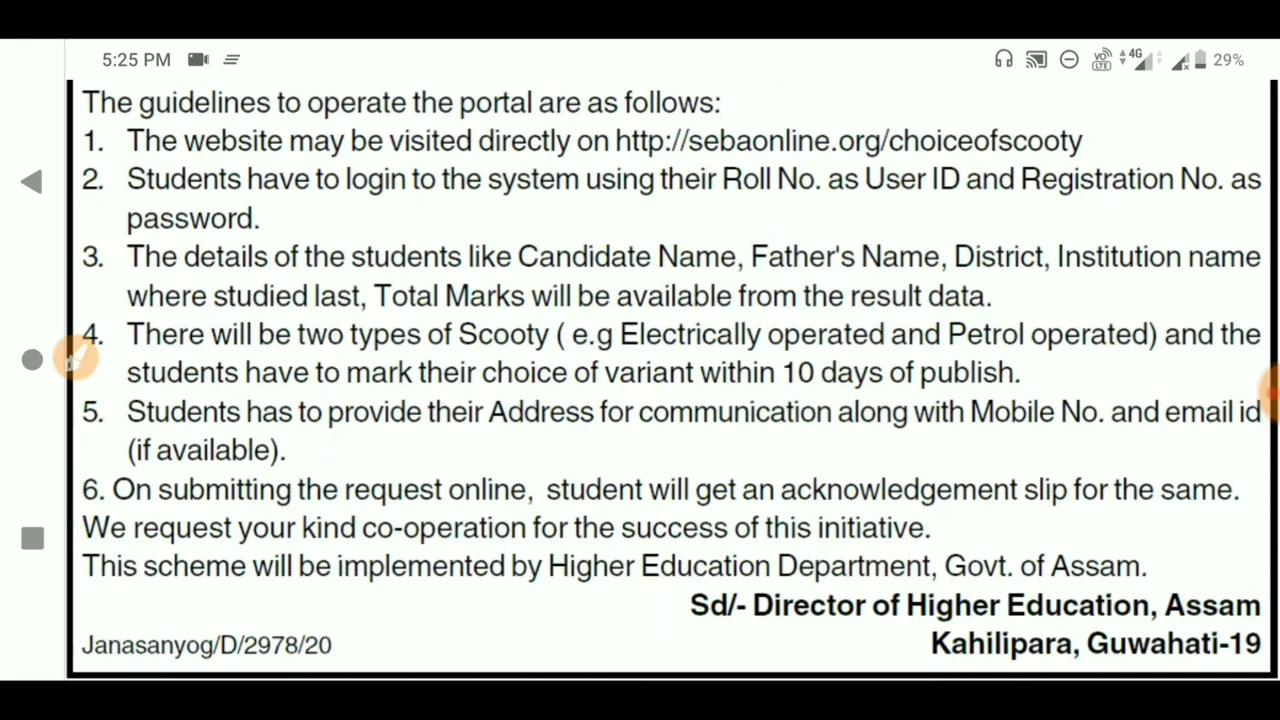 5:25 PM
4G
VO
LTE
29%
The guidelines to operate the portal are as follows:
1. The website may be visited directly on http://sebaonline.org/choiceofscooty
2. Students have to login to the system using their Roll No. as User ID and Registration No. as
password.
3. The details of the students like Candidate Name, Father's Name, District, Institution name
where studied last, Total Marks will be available from the result data.
4. There will be two types of Scooty ( e.g Electrically operated and Petrol operated) and the
students have to mark their choice of variant within 10 days of publish.
5. Students has to provide their Address for communication along with Mobile No. and email id
(if available).
6. On submitting the request online, student will get an acknowledgement slip for the same.
We request your kind co-operation for the success of this initiative.
This scheme will be implemented by Higher Education Department, Govt. of Assam.
Sd/- Director of Higher Education, Assam
Janasanyog/D/2978/20
Kahilipara, Guwahati-19